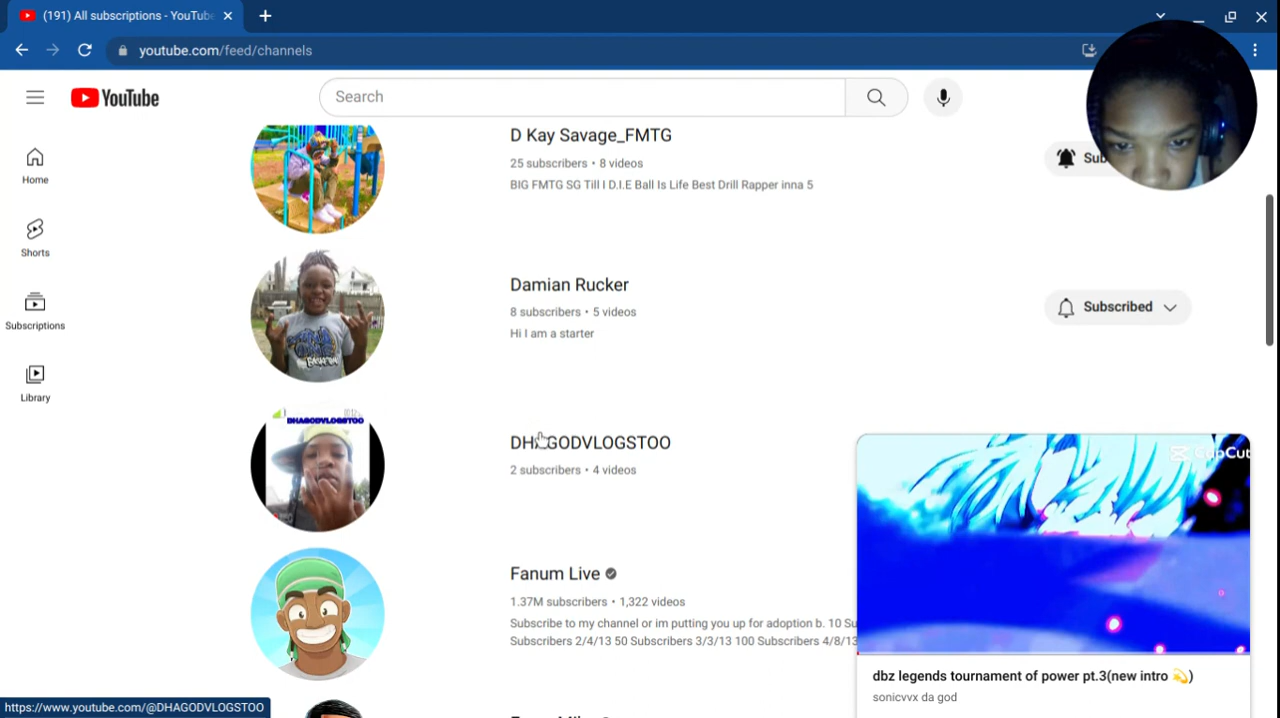 (191) All subscriptions - YouTub
youtube.com/feed/channels
YouTube
Search
Home
Shorts
Subscriptions
Library
D Kay Savage_FMTG
25 subscribers • 8 videos
BIG FMTG SG Till I D.I.E Ball Is Life Best Drill Rapper inna 5
Sub
Damian Rucker
8 subscribers • 5 videos
Hi I am a starter
Subscribed
DHAGODVLOGSTOO
DHAGODVLOGSTOO
2 subscribers • 4 videos
Fanum Live
1.37M subscribers • 1,322 videos
Subscribe to my channel or im putting you up for adoption b. 10 Su
Subscribers 2/4/13 50 Subscribers 3/3/13 100 Subscribers 4/8/13
CapCut
dbz legends tournament of power pt.3(new intro 💫)
sonicvvx da god
https://www.youtube.com/@DHAGODVLOGSTOO